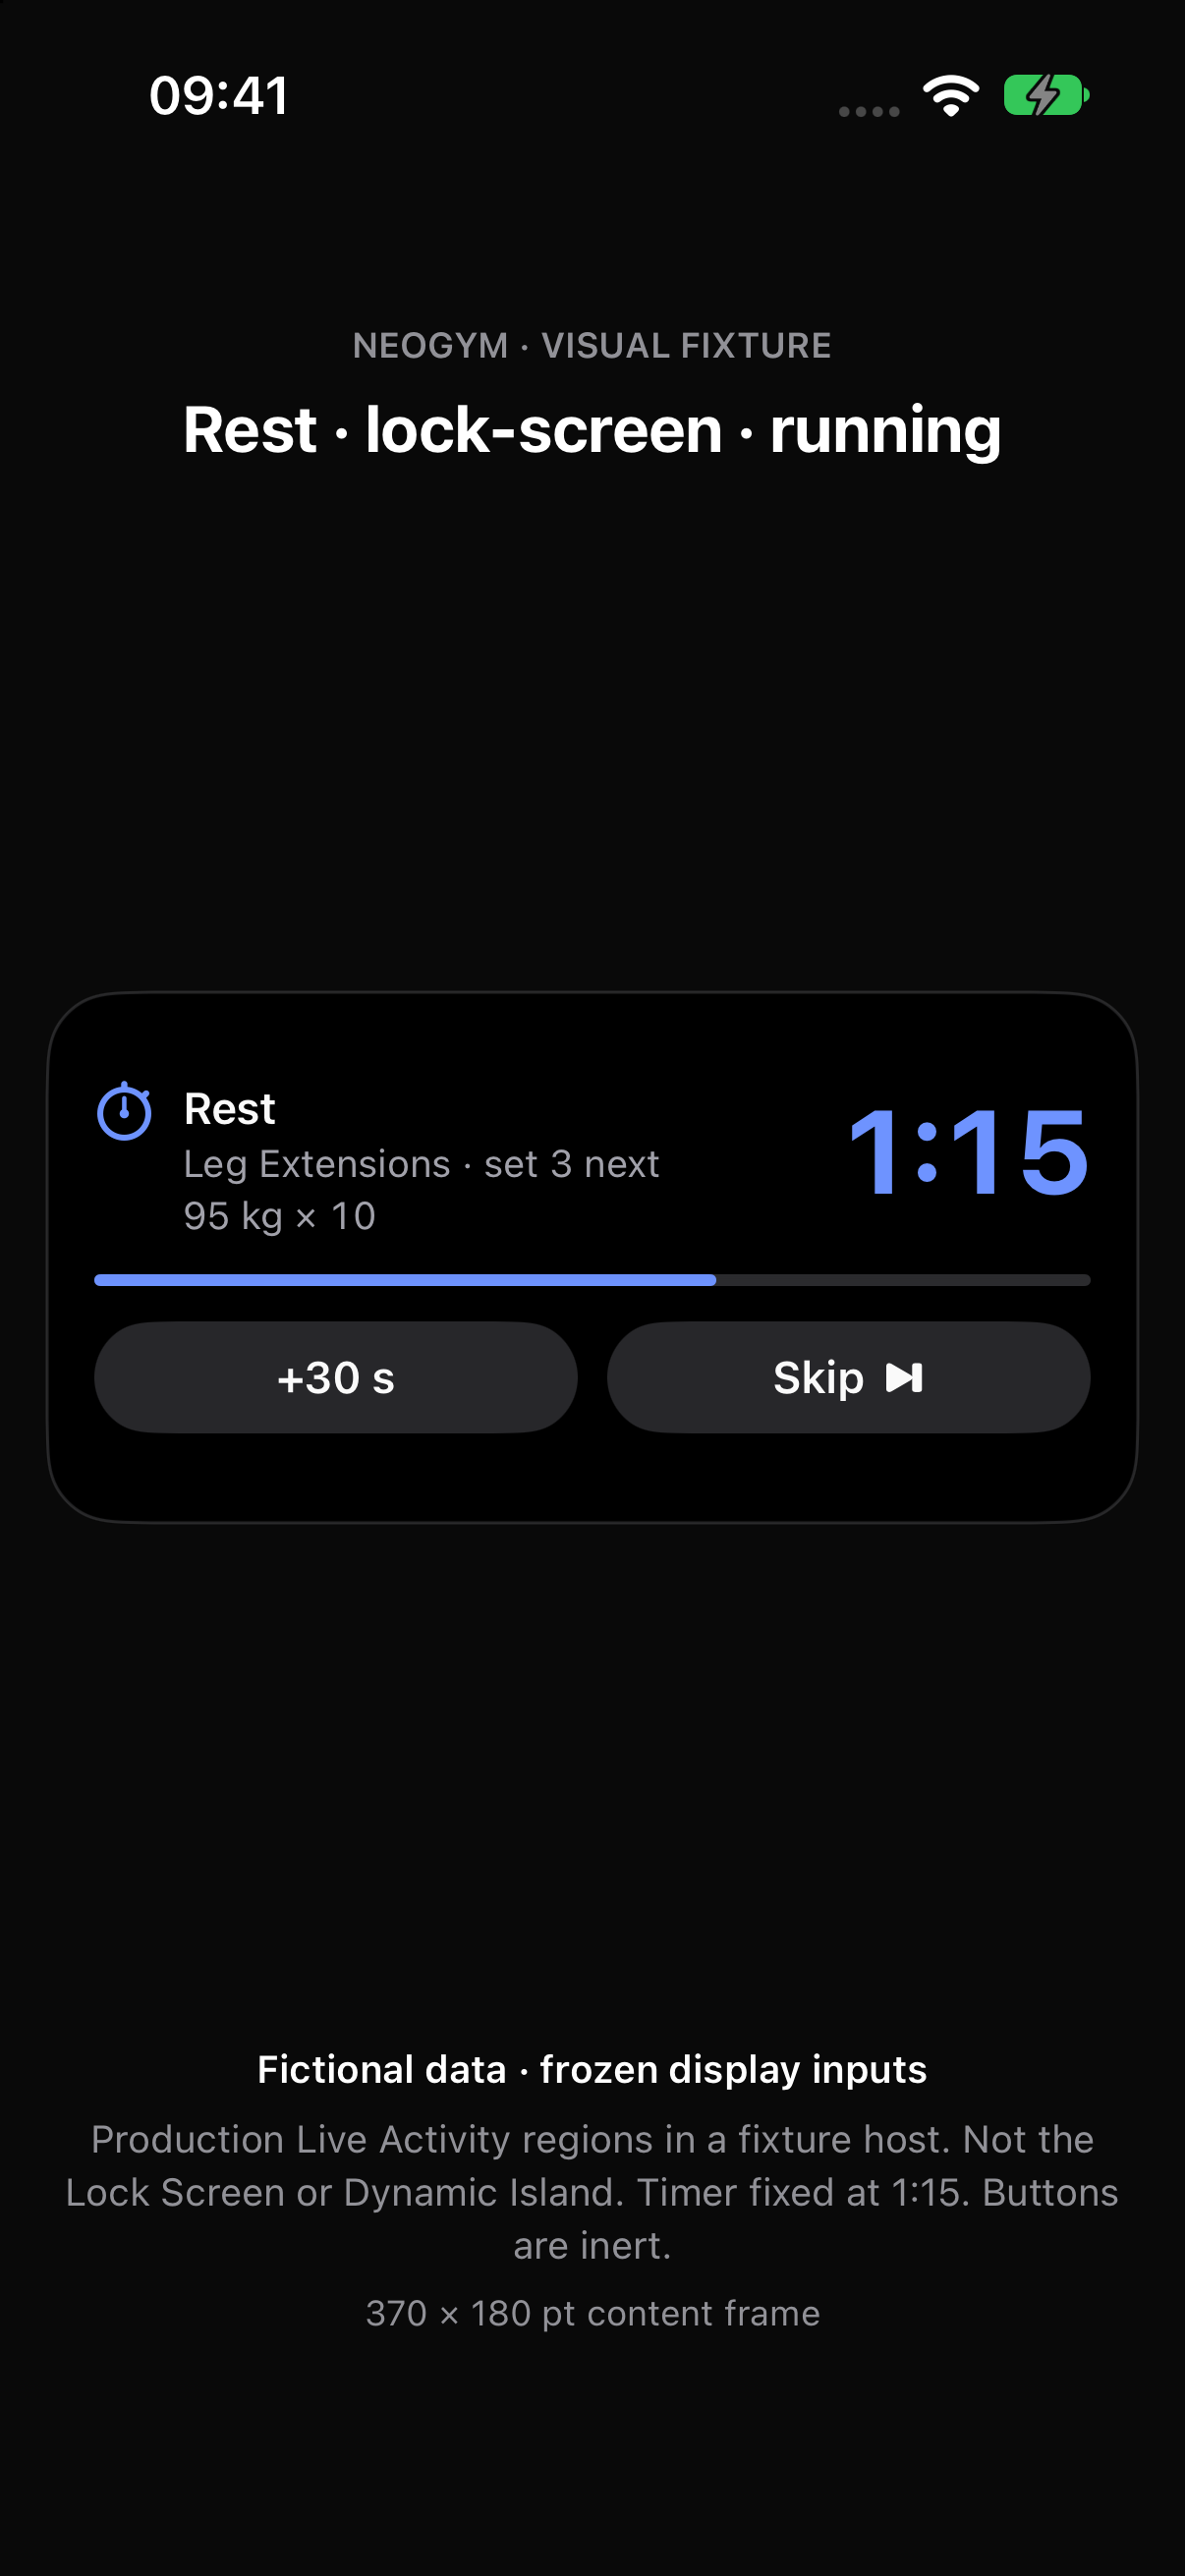 09:41
NEOGYM · VISUAL FIXTURE
Rest · lock-screen · running
Rest
Leg Extensions · set 3 next
95 kg × 10
1:15
+30 s
Skip
Fictional data · frozen display inputs
Production Live Activity regions in a fixture host. Not the
Lock Screen or Dynamic Island. Timer fixed at 1:15. Buttons
are inert.
370 × 180 pt content frame